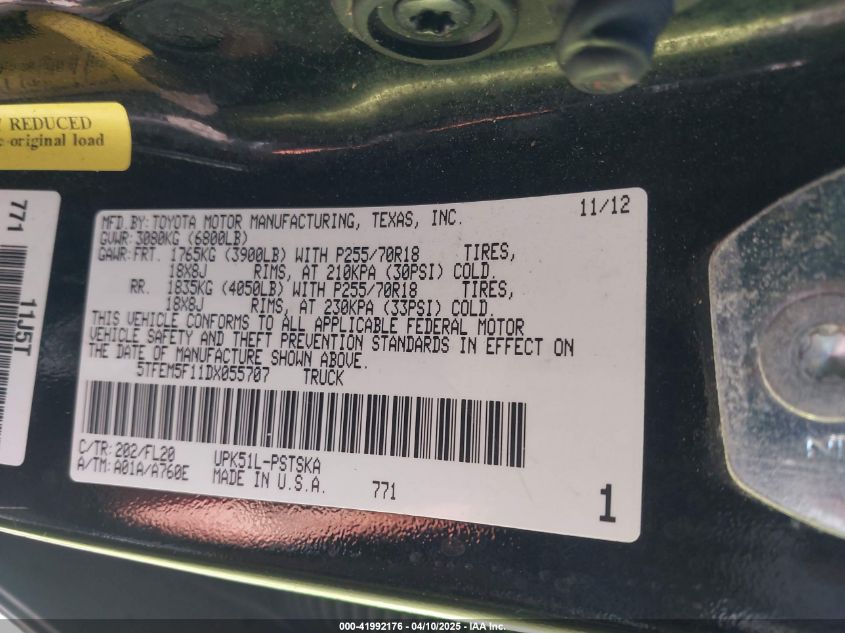 REDUCED
original load
771
11J5T
MFD.BY:TOYOTA MOTOR MANUFACTURING, TEXAS, INC. 11/12
GVWR:3080KG (6800LB)
GAWR:FRT. 1765KG (3900LB) WITH P255/70R18 TIRES,
18X8J RIMS, AT 210KPA (30PSI) COLD.
RR. 1835KG (4050LB) WITH P255/70R18 TIRES,
18X8J RIMS, AT 230KPA (33PSI) COLD.
THIS VEHICLE CONFORMS TO ALL APPLICABLE FEDERAL MOTOR
VEHICLE SAFETY AND THEFT PREVENTION STANDARDS IN EFFECT ON
THE DATE OF MANUFACTURE SHOWN ABOVE.
5TFEM5F11DX055707 TRUCK
C/TR:202/FL20 UPK51L-PSTSKA
A/TM:A01A/A760E MADE IN U.S.A. 771
1
000-41992176 - 04/10/2025 - IAA Inc.